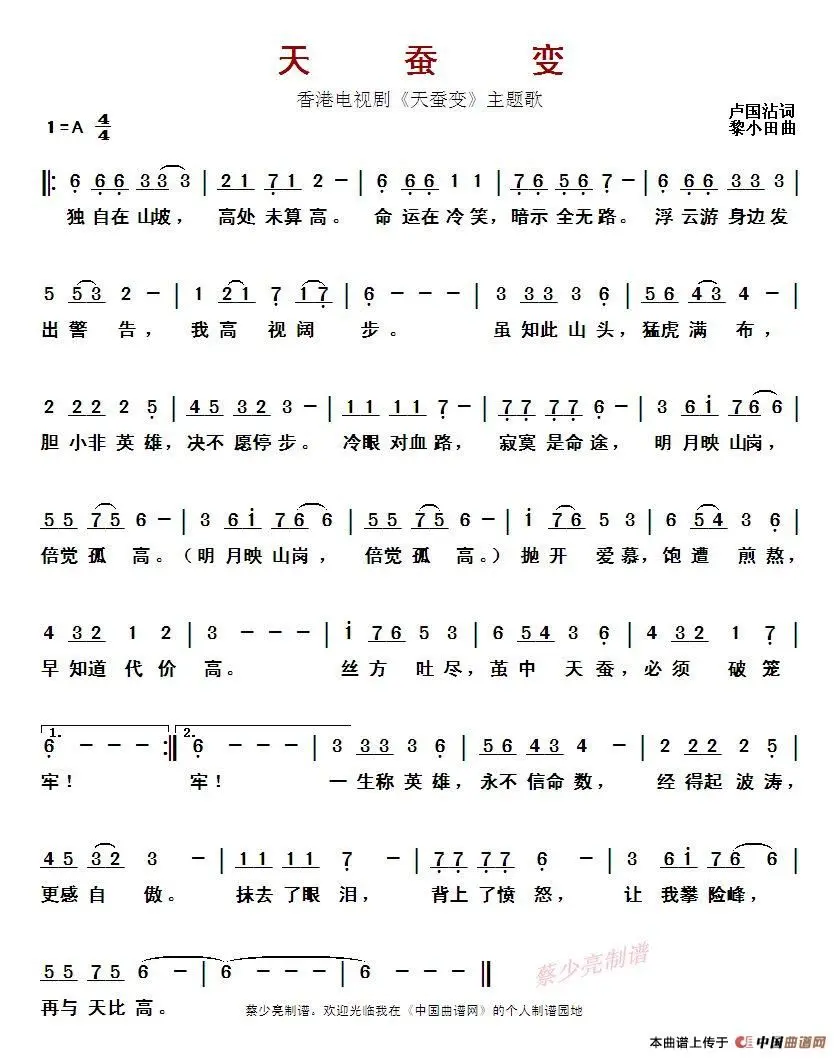 天 蚕 变
香港电视剧《天蚕变》主题歌
1=A 4/4
卢国沾词
黎小田曲
‖: 6̣ 6̣ 6̣ 3 3 3 | 2 1 7̣ 1 2 － | 6̣ 6̣ 6̣ 1 1 | 7̣ 6̣ 5̣ 6̣ 7̣ － | 6̣ 6̣ 6̣ 3 3 3 3 |
独 自在 山坡， 高处 未算 高。 命 运在 冷 笑， 暗示 全无 路。 浮 云游 身边 发
5 5 3 2 － | 1 2 1 7̣ 1 7̣ | 6̣ － － － | 3 3 3 3 3 6̣ | 5 6 4 3 4 － |
出 警 告， 我 高 视 阔 步。 虽 知此 山 头， 猛虎 满 布，
2 2 2 2 5̣ | 4 5 3 2 3 － | 1 1 1 1 7̣ － | 7̣ 7̣ 7̣ 7̣ 6̣ － | 3 6 i 7 6 6 |
胆 小非 英 雄， 决不 愿停 步。 冷眼 对血 路， 寂寞 是命 途， 明 月映 山岗，
5 5 7 5 6 － | 3 6 i 7 6 6 | 5 5 7 5 6 － | i 7 6 5 3 | 6 5 4 3 6̣ |
倍觉 孤 高。（明 月映 山岗， 倍觉 孤 高。）抛 开 爱 慕， 饱 遭 煎 熬，
4 3 2 1 2 | 3 － － － | i 7 6 5 3 | 6 5 4 3 6̣ | 4 3 2 1 7̣ |
早 知道 代 价 高。 丝 方 吐 尽， 茧 中 天 蚕， 必 须 破 笼
1. 6̣ － － － :‖ 2. 6̣ － － － | 3 3 3 3 3 6̣ | 5 6 4 3 4 － | 2 2 2 2 5̣ |
牢！ 牢！ 一 生称 英 雄， 永不 信命 数， 经 得起 波 涛，
4 5 3 2 3 － | 1 1 1 1 7̣ － | 7̣ 7̣ 7̣ 7̣ 6̣ － | 3 6 i 7 6 6 |
更感 自 傲。 抹去 了眼 泪， 背上 了愤 怒， 让 我攀 险峰，
5 5 7 5 6 － | 6 － － － | 6 － ‖
再与 天比 高。
蔡少亮制谱
蔡少亮制谱。欢迎光临我在《中国曲谱网》的个人制谱园地
本曲谱上传于 中国曲谱网